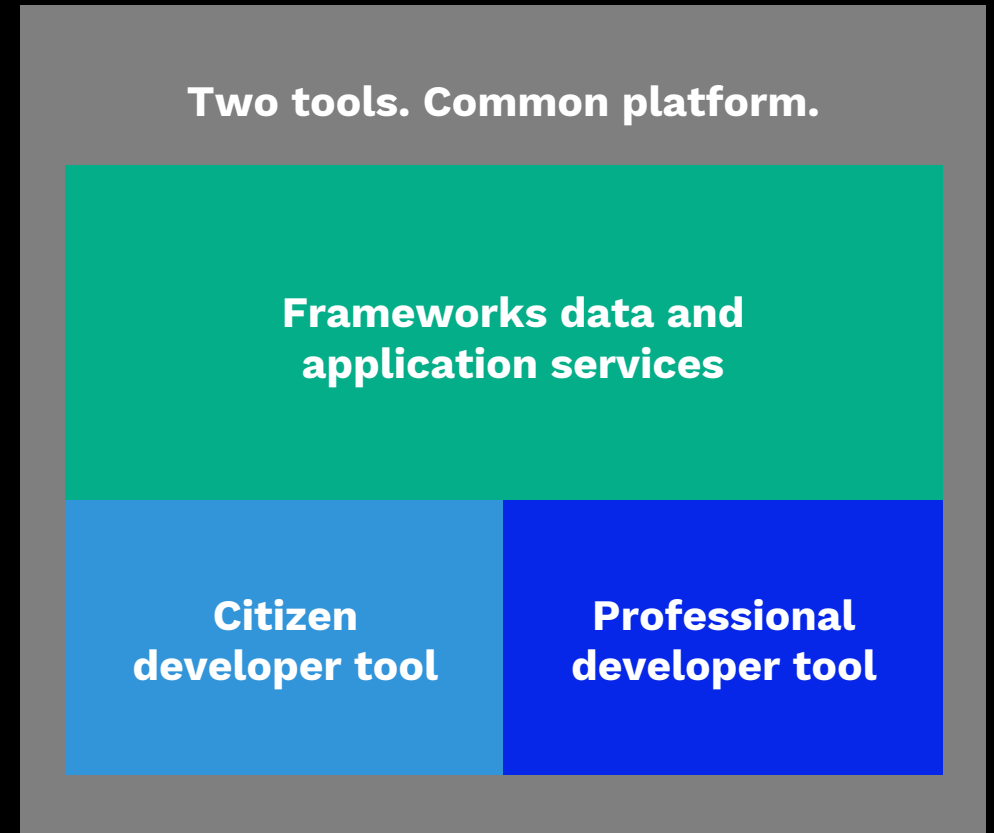 Two tools. Common platform.
Frameworks data and
application services
Citizen
developer tool
Professional
developer tool